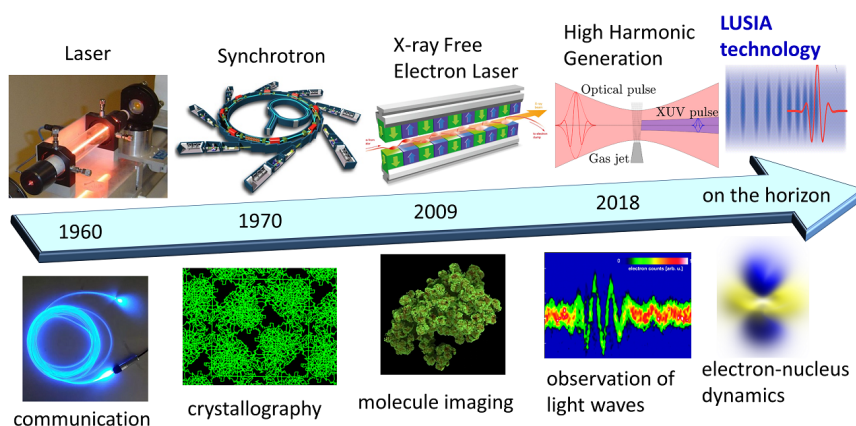 Laser
Synchrotron
X-ray Free
Electron Laser
High Harmonic
Generation
LUSIA
technology
Optical pulse
XUV pulse
Gas jet
1960
1970
2009
2018
on the horizon
0
electron counts [arb. u.]
communication
crystallography
molecule imaging
observation of
light waves
electron-nucleus
dynamics